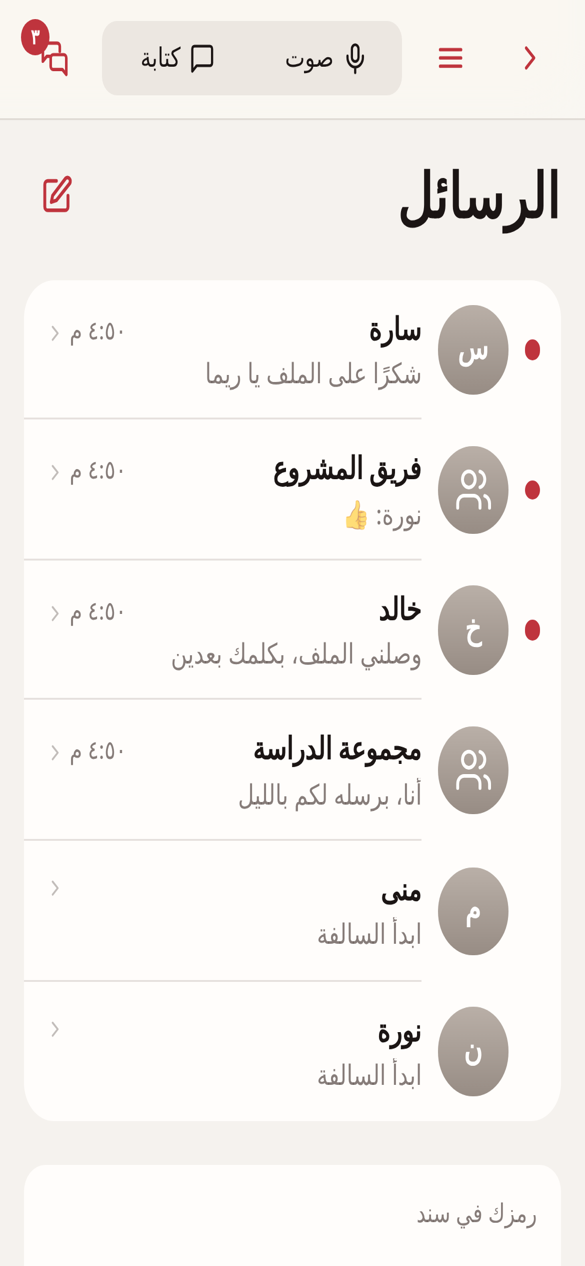 صوت
كتابة
٣
الرسائل
س
سارة
٤:٥٠ م
شكرًا على الملف يا ريما
فريق المشروع
٤:٥٠ م
نورة: 👍
خ
خالد
٤:٥٠ م
وصلني الملف، بكلمك بعدين
مجموعة الدراسة
٤:٥٠ م
أنا، برسله لكم بالليل
م
منى
ابدأ السالفة
ن
نورة
ابدأ السالفة
رمزك في سند